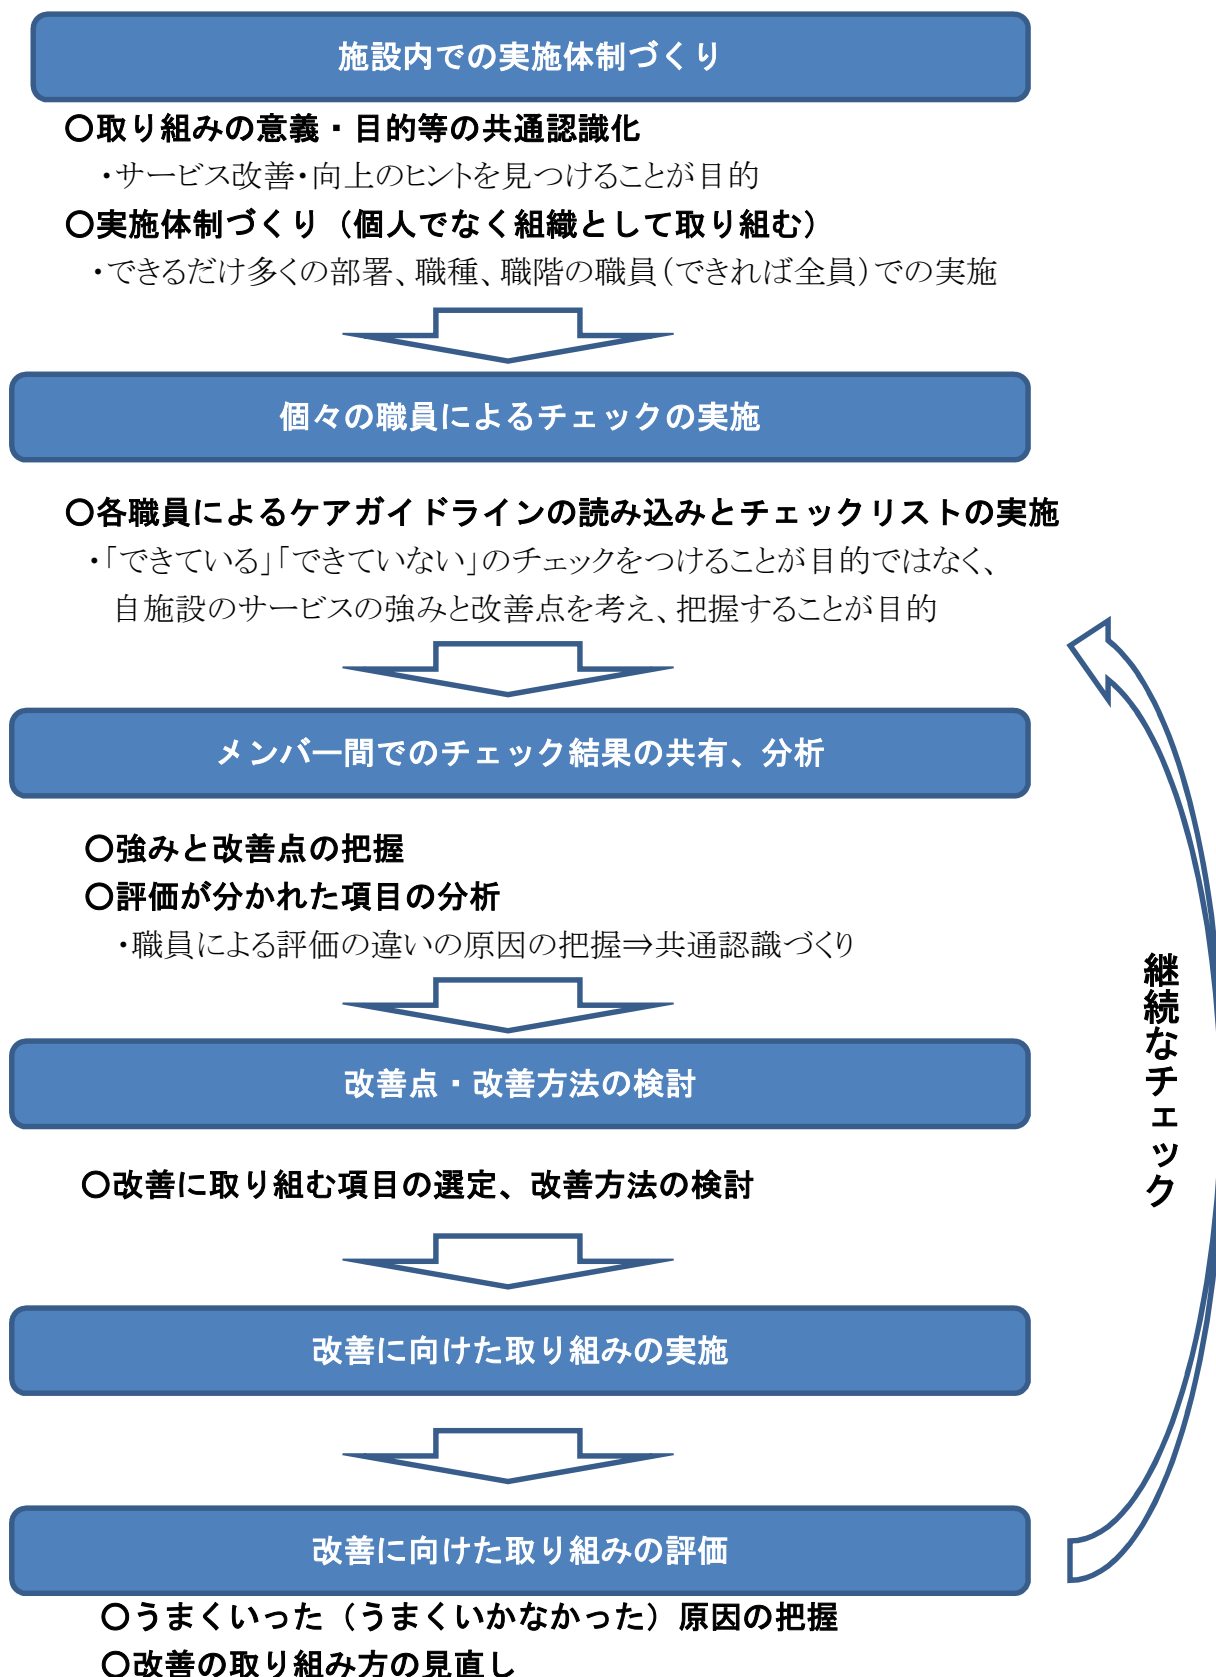 施設内での実施体制づくり
〇取り組みの意義・目的等の共通認識化
・サービス改善・向上のヒントを見つけることが目的
〇実施体制づくり（個人でなく組織として取り組む）
・できるだけ多くの部署、職種、職階の職員（できれば全員）での実施
個々の職員によるチェックの実施
〇各職員によるケアガイドラインの読み込みとチェックリストの実施
・「できている」「できていない」のチェックをつけることが目的ではなく、
自施設のサービスの強みと改善点を考え、把握することが目的
メンバー間でのチェック結果の共有、分析
〇強みと改善点の把握
〇評価が分かれた項目の分析
・職員による評価の違いの原因の把握⇒共通認識づくり
改善点・改善方法の検討
〇改善に取り組む項目の選定、改善方法の検討
改善に向けた取り組みの実施
改善に向けた取り組みの評価
〇うまくいった（うまくいかなかった）原因の把握
〇改善の取り組み方の見直し
継続なチェック